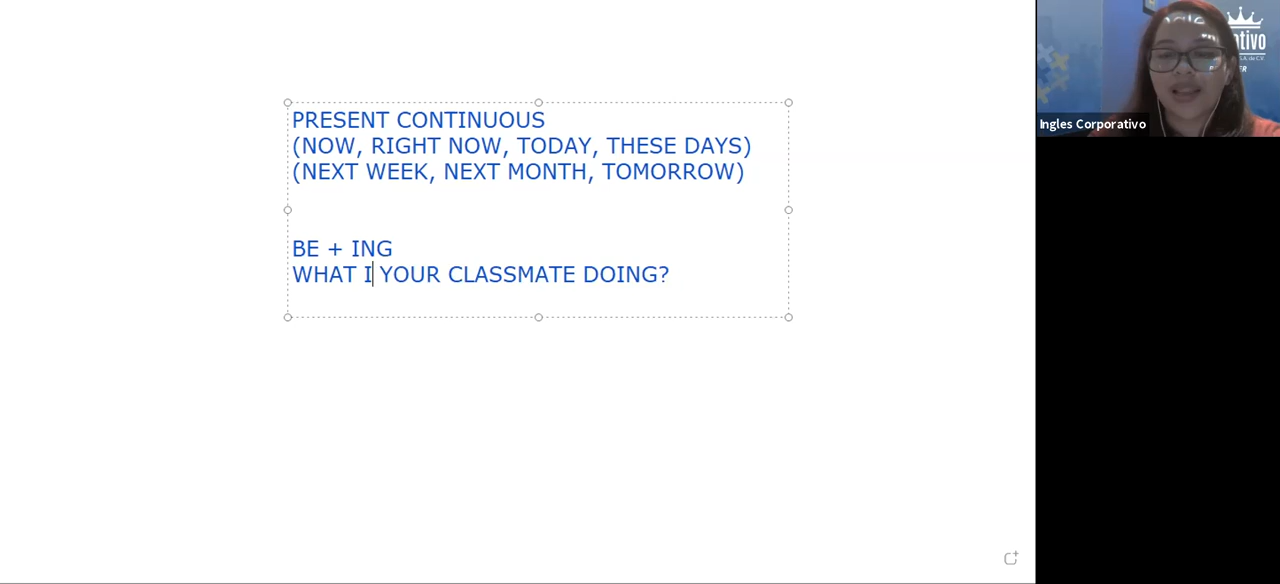 PRESENT CONTINUOUS
(NOW, RIGHT NOW, TODAY, THESE DAYS)
(NEXT WEEK, NEXT MONTH, TOMORROW)
BE + ING
WHAT I YOUR CLASSMATE DOING?
Ingles Corporativo